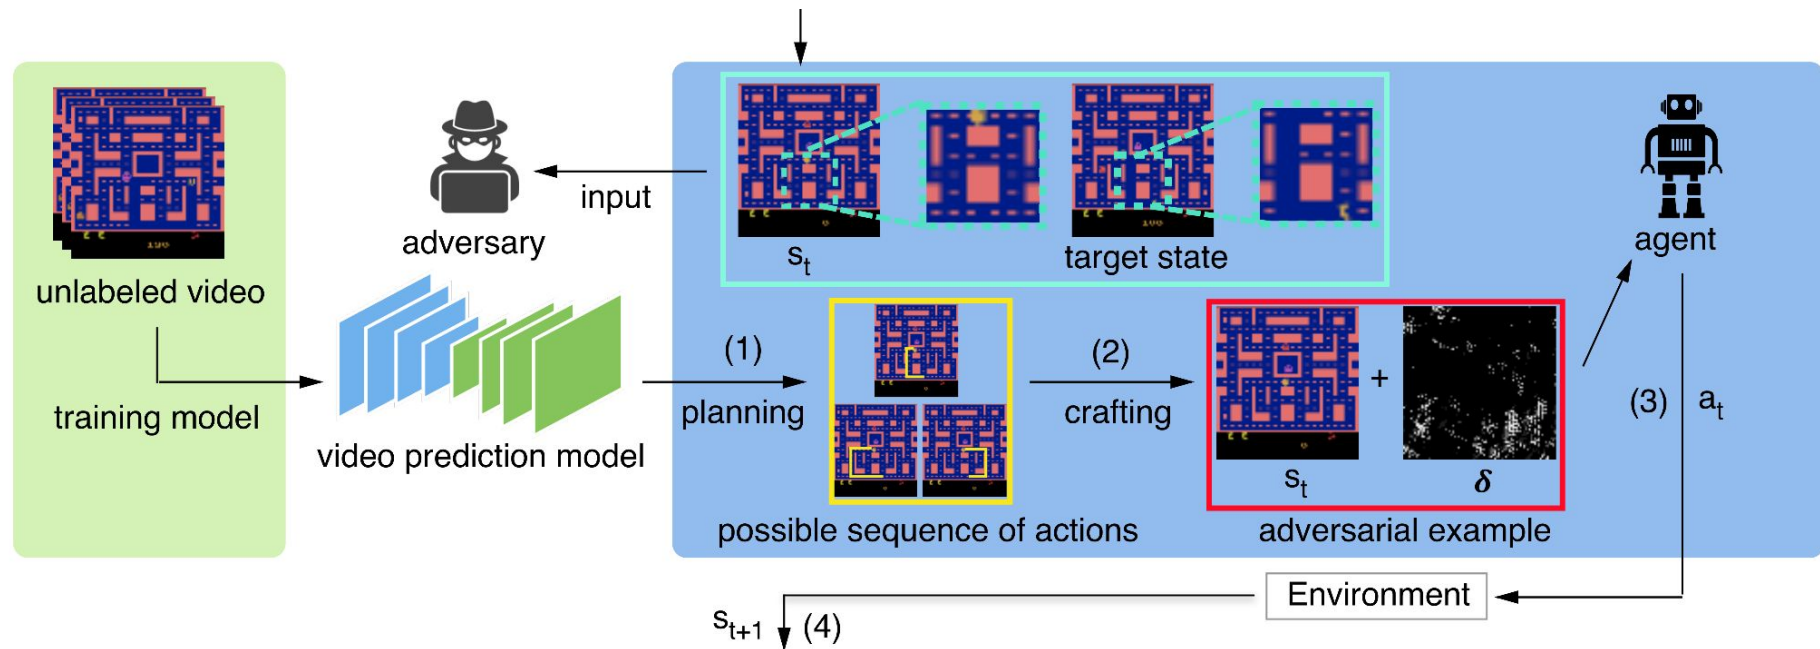 input
adversary
s_t
target state
agent
unlabeled video
training model
video prediction model
(1)
planning
(2)
crafting
+
s_t
δ
(3)
a_t
possible sequence of actions
adversarial example
Environment
s_{t+1}
(4)